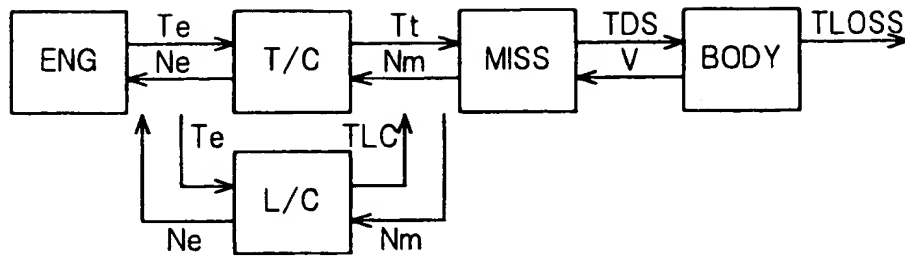 Te Tt TDS TLOSS
ENG Ne T/C Nm MISS V BODY
Te TLC
L/C
Ne Nm